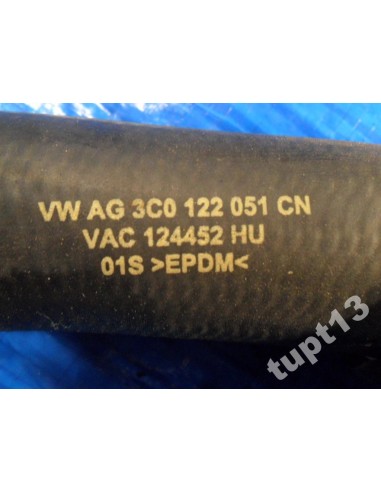 VW AG 3C0 122 051 CN
VAC 124452 HU
01S >EPDM<
tupt13